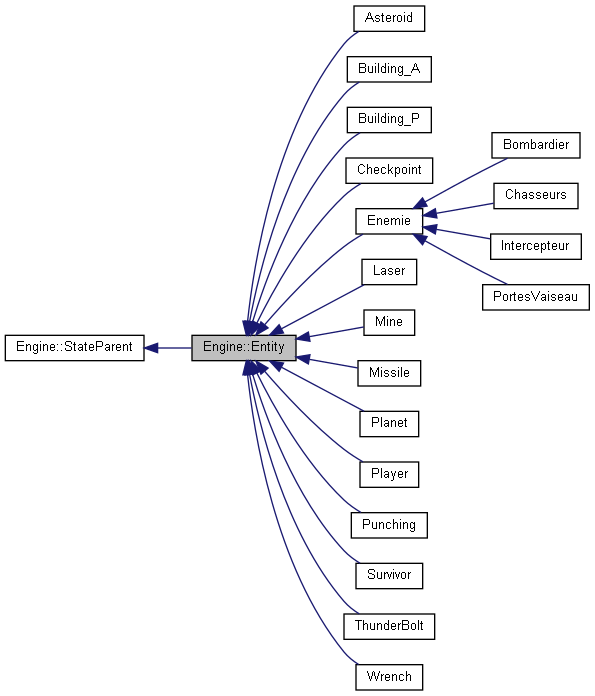 Asteroid
Building_A
Building_P
Checkpoint
Enemie
Bombardier
Chasseurs
Intercepteur
PortesVaiseau
Laser
Mine
Missile
Engine::StateParent
Engine::Entity
Planet
Player
Punching
Survivor
ThunderBolt
Wrench